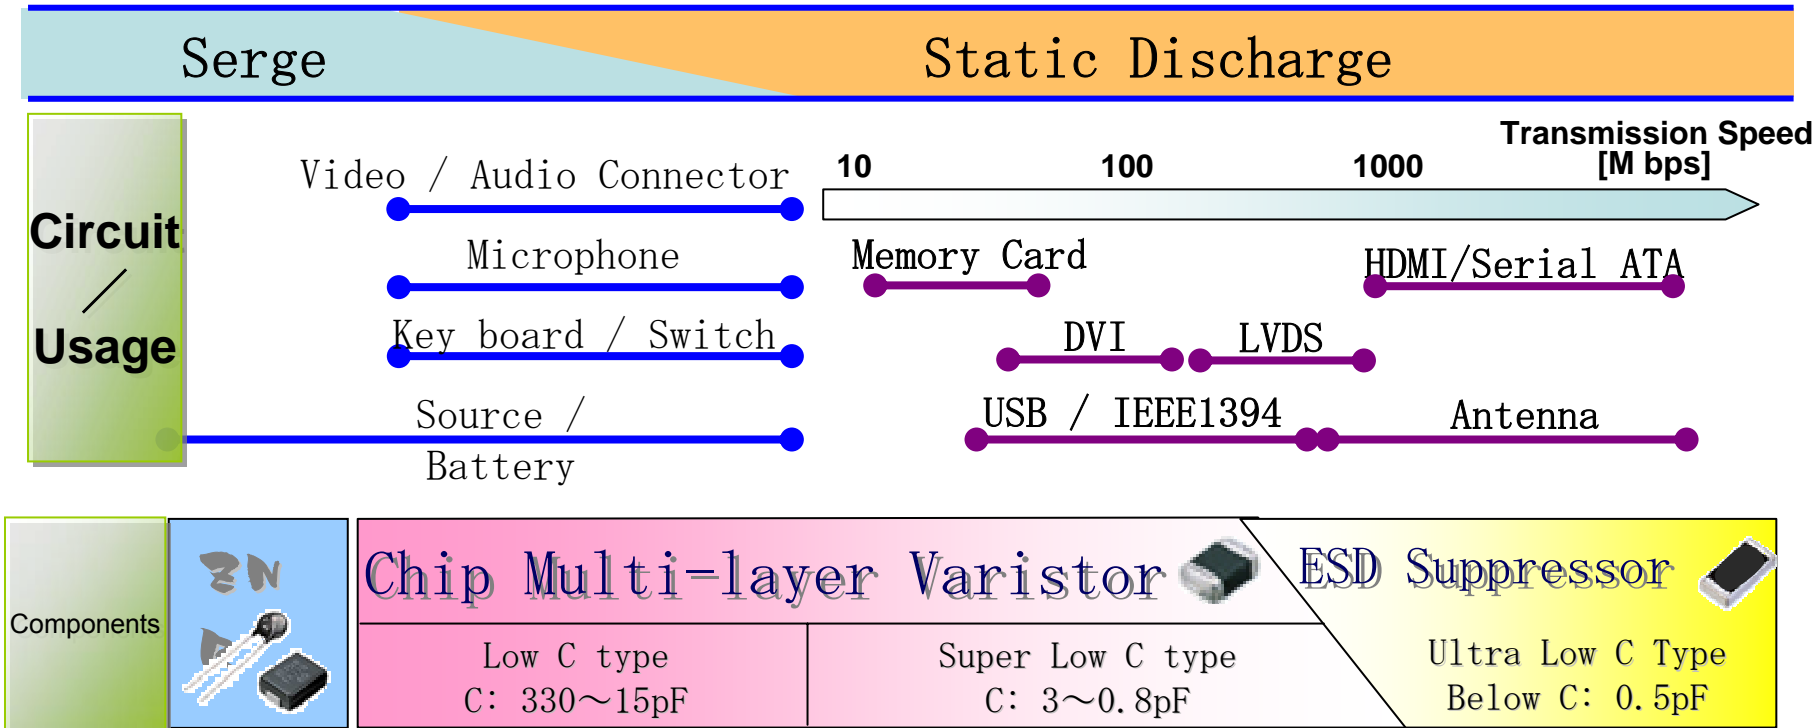 Serge
Static Discharge
Circuit
/
Usage
Transmission Speed
[M bps]
10
100
1000
Video / Audio Connector
Microphone
Key board / Switch
Source /
Battery
Memory Card
HDMI/Serial ATA
DVI
LVDS
USB / IEEE1394
Antenna
Components
ZN
Chip Multi-layer Varistor
ESD Suppressor
Low C type
C: 330～15pF
Super Low C type
C: 3～0.8pF
Ultra Low C Type
Below C: 0.5pF